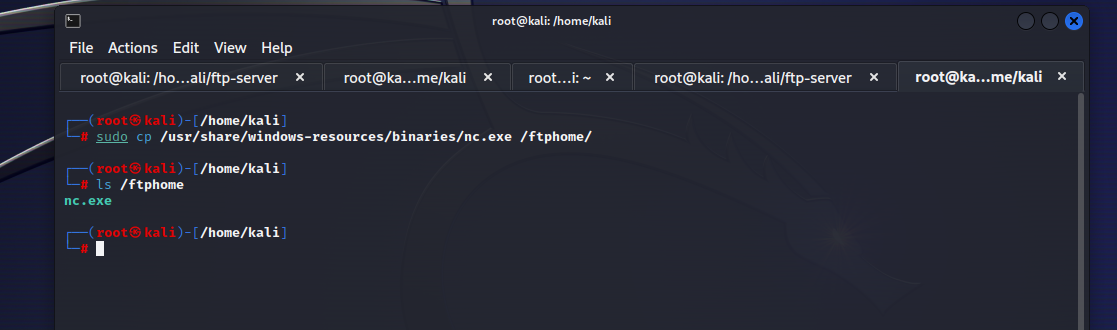 root@kali: /home/kali
File Actions Edit View Help
root@kali: /ho...ali/ftp-server × root@ka...me/kali × root...i: ~ × root@kali: /ho...ali/ftp-server × root@ka...me/kali ×
┌──(root㉿kali)-[/home/kali]
└─# sudo cp /usr/share/windows-resources/binaries/nc.exe /ftphome/
┌──(root㉿kali)-[/home/kali]
└─# ls /ftphome
nc.exe
┌──(root㉿kali)-[/home/kali]
└─#